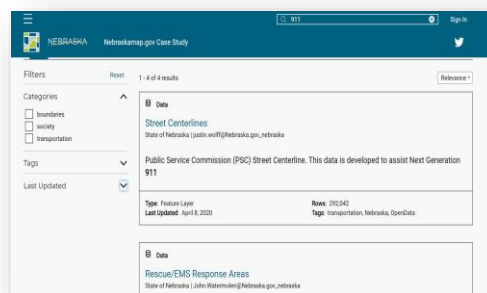 911
Sign In
NEBRASKA
Nebraskamap.gov Case Study
Filters
Reset
1 - 4 of 4 results
Relevance
Categories
boundaries
society
transportation
Tags
Last Updated
Data
Street Centerlines
State of Nebraska | justin.wolff@Nebraska.gov_nebraska
Public Service Commission (PSC) Street Centerline. This data is developed to assist Next Generation
911
Type: Feature Layer
Rows: 292,042
Last Updated: April 8, 2020
Tags: transportation, Nebraska, OpenData
Data
Rescue/EMS Response Areas
State of Nebraska | John.Watermolen@Nebraska.gov_nebraska